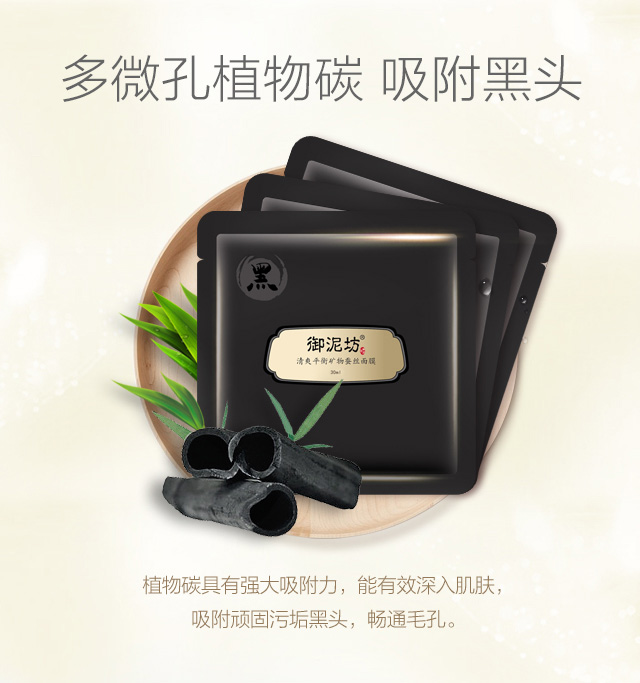 多微孔植物碳 吸附黑头
黑
御泥坊®
清爽平衡矿物蚕丝面膜
20ml
植物碳具有强大吸附力，能有效深入肌肤，
吸附顽固污垢黑头，畅通毛孔。